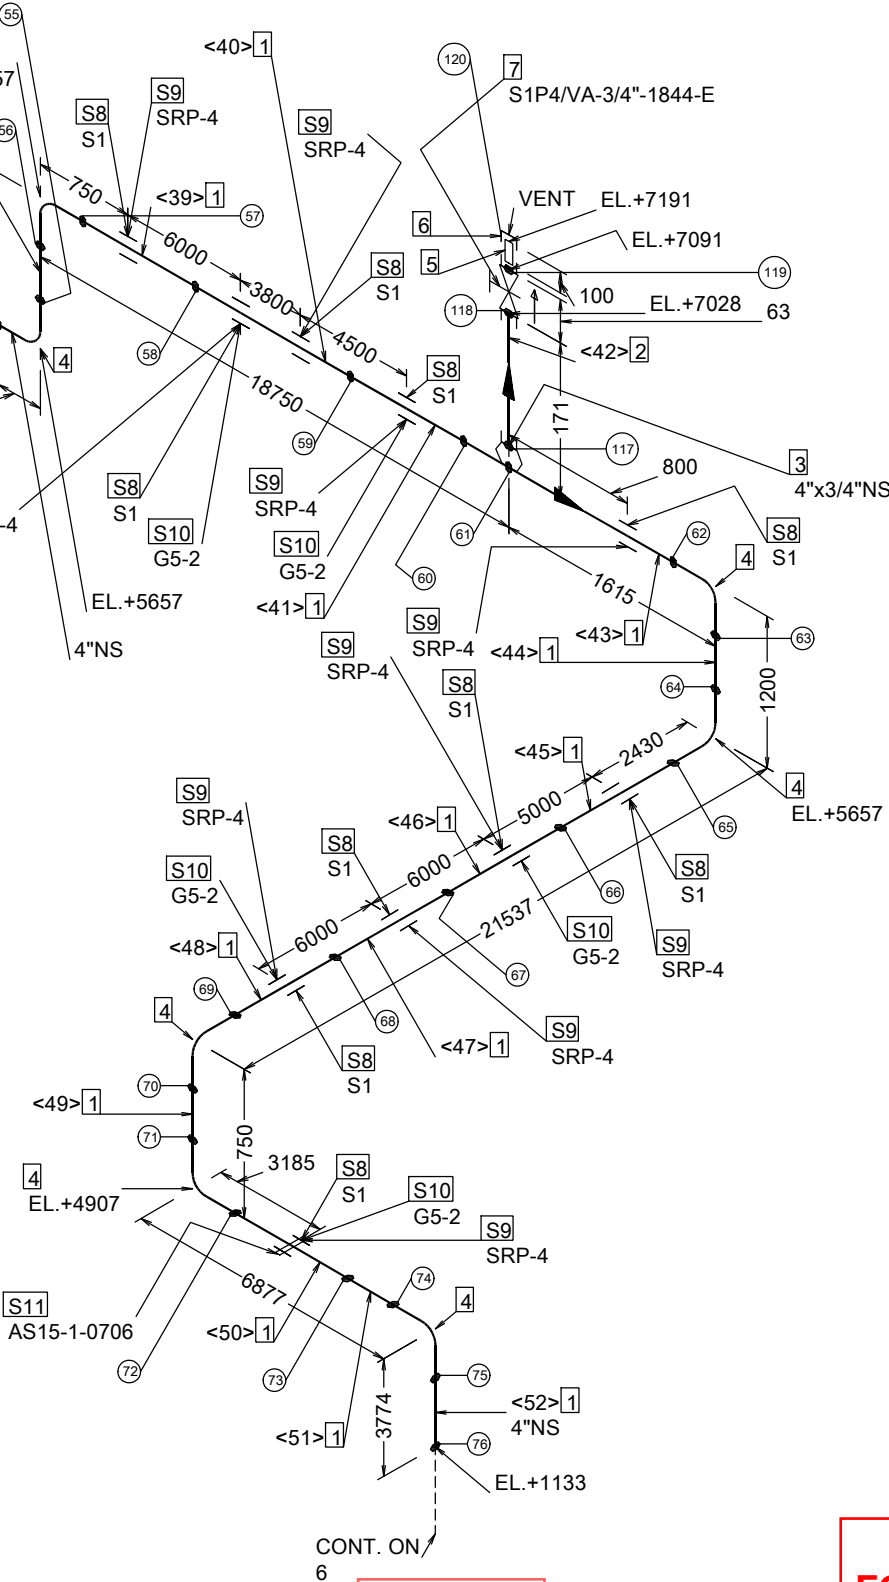 55
<40> 1
120
7
S1P4/VA-3/4"-1844-E
57
S8
S1
S9
SRP-4
S9
SRP-4
56
750
<39> 1
57
6000
VENT
EL.+7191
6
EL.+7091
5
119
S8
S1
3800
100
118
EL.+7028
63
4500
58
<42> 2
4
18750
S8
S1
171
59
117
800
3
4"x3/4"NS
S8
S1
S9
SRP-4
-4
S10
G5-2
S10
G5-2
61
62
S8
S1
60
4
EL.+5657
<41> 1
1615
4"NS
S9
SRP-4
S9
SRP-4
<43> 1
63
<44> 1
S8
S1
64
1200
<45> 1
2430
S9
SRP-4
5000
4
EL.+5657
<46> 1
65
S8
S1
S10
G5-2
6000
66
S8
S1
21537
6000
S10
G5-2
S9
SRP-4
<48> 1
67
69
68
4
S9
SRP-4
<47> 1
S8
S1
70
<49> 1
71
750
3185
S8
S1
4
EL.+4907
S10
G5-2
S9
SRP-4
6877
74
S11
AS15-1-0706
4
<50> 1
72
73
75
3774
<52> 1
4"NS
<51> 1
76
EL.+1133
CONT. ON
6